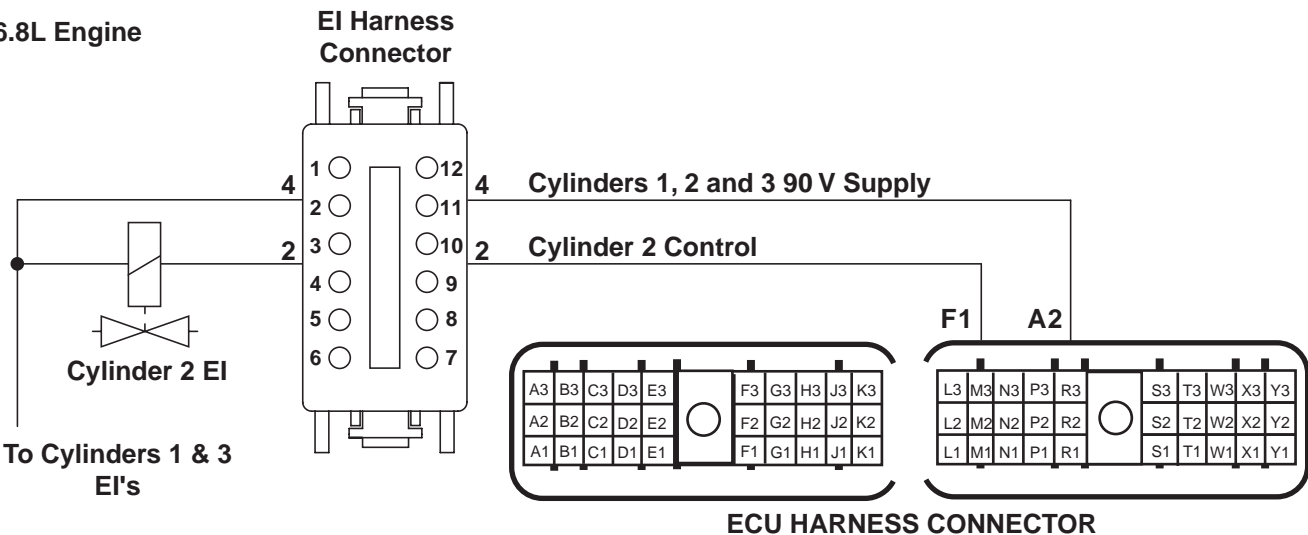 6.8L Engine
EI Harness
Connector
1 12
4 4 Cylinders 1, 2 and 3 90 V Supply
2 11
3 10
2 2 Cylinder 2 Control
4 9
5 8
6 7
F1 A2
Cylinder 2 EI
To Cylinders 1 & 3
EI's
A3 B3 C3 D3 E3 F3 G3 H3 J3 K3
A2 B2 C2 D2 E2 F2 G2 H2 J2 K2
A1 B1 C1 D1 E1 F1 G1 H1 J1 K1
L3 M3 N3 P3 R3 S3 T3 W3 X3 Y3
L2 M2 N2 P2 R2 S2 T2 W2 X2 Y2
L1 M1 N1 P1 R1 S1 T1 W1 X1 Y1
ECU HARNESS CONNECTOR